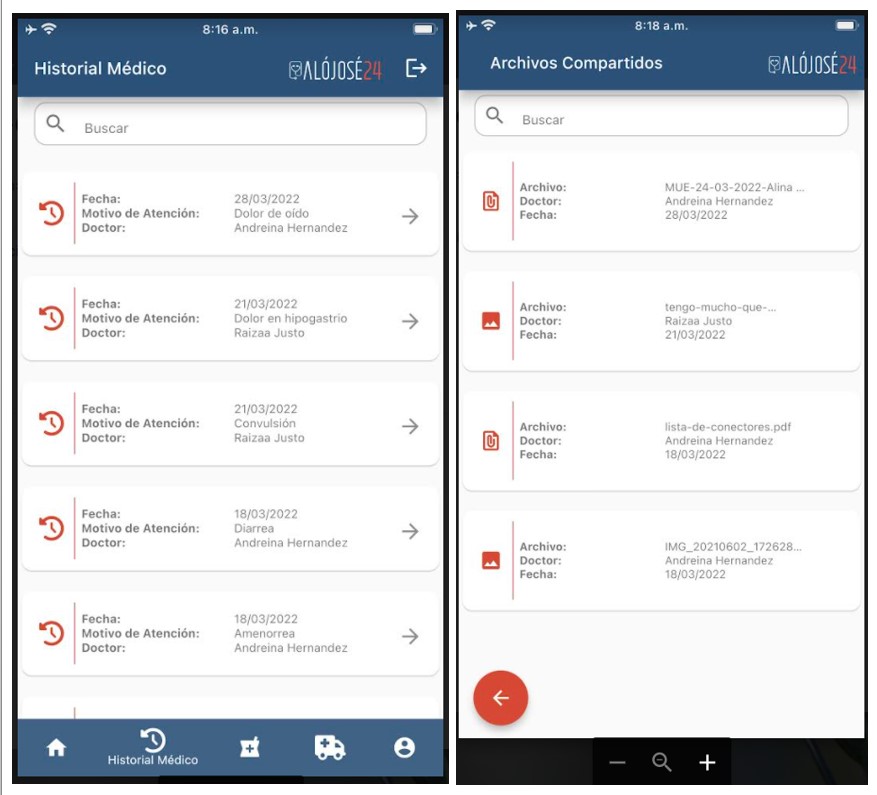 8:16 a.m.
Historial Médico
ALÓJOSÉ24
Buscar
Fecha: 28/03/2022
Motivo de Atención: Dolor de oído
Doctor: Andreina Hernandez
Fecha: 21/03/2022
Motivo de Atención: Dolor en hipogastrio
Doctor: Raizaa Justo
Fecha: 21/03/2022
Motivo de Atención: Convulsión
Doctor: Raizaa Justo
Fecha: 18/03/2022
Motivo de Atención: Diarrea
Doctor: Andreina Hernandez
Fecha: 18/03/2022
Motivo de Atención: Amenorrea
Doctor: Andreina Hernandez
Historial Médico
8:18 a.m.
Archivos Compartidos
ALÓJOSÉ24
Buscar
Archivo: MUE-24-03-2022-Alina ...
Doctor: Andreina Hernandez
Fecha: 28/03/2022
Archivo: tengo-mucho-que-...
Doctor: Raizaa Justo
Fecha: 21/03/2022
Archivo: lista-de-conectores.pdf
Doctor: Andreina Hernandez
Fecha: 18/03/2022
Archivo: IMG_20210602_172628...
Doctor: Andreina Hernandez
Fecha: 18/03/2022